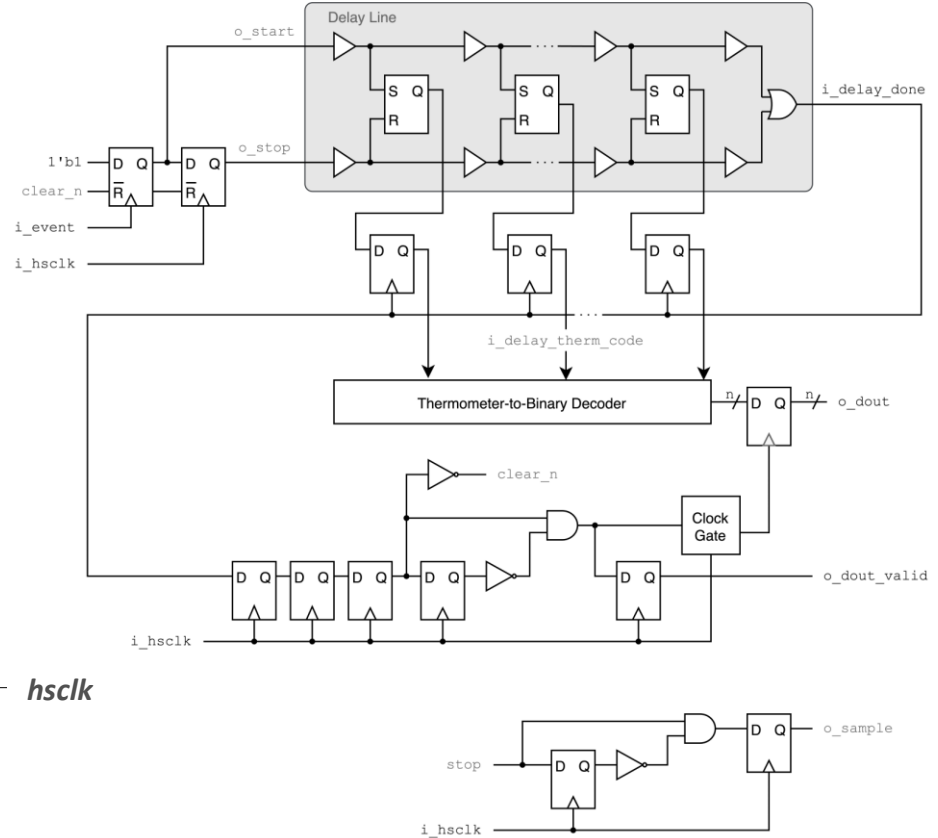 Delay Line
o_start
S Q
R
S Q
R
S Q
R
i_delay_done
1'b1
D Q
R
D Q
R
o_stop
clear_n
i_event
i_hsclk
D Q
D Q
D Q
i_delay_therm_code
Thermometer-to-Binary Decoder
n
D Q
n
o_dout
clear_n
Clock
Gate
D Q
D Q
D Q
D Q
D Q
o_dout_valid
i_hsclk
hsclk
D Q
o_sample
stop
D Q
i_hsclk